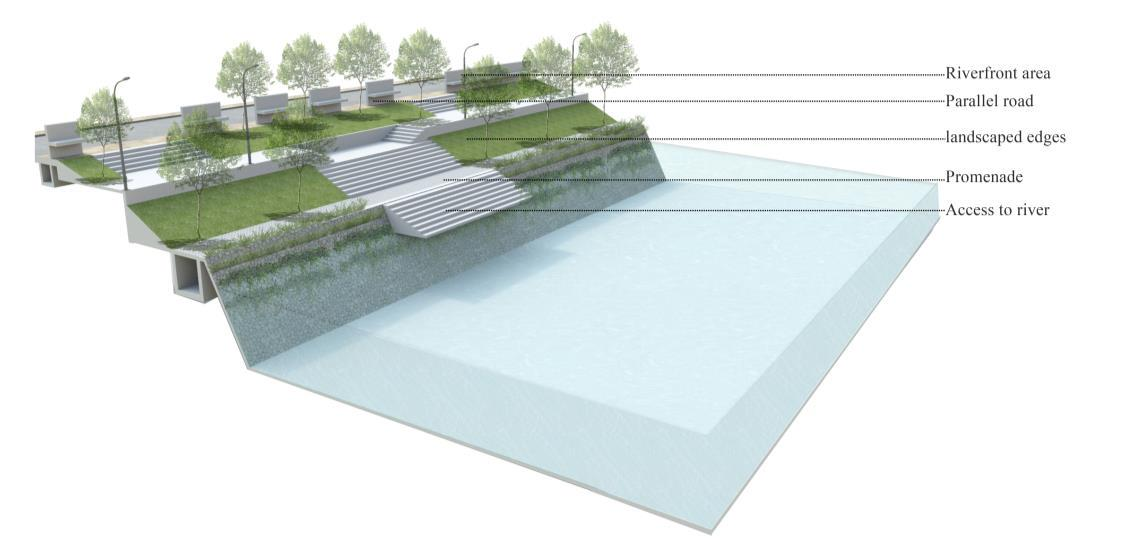 Riverfront area
Parallel road
landscaped edges
Promenade
Access to river